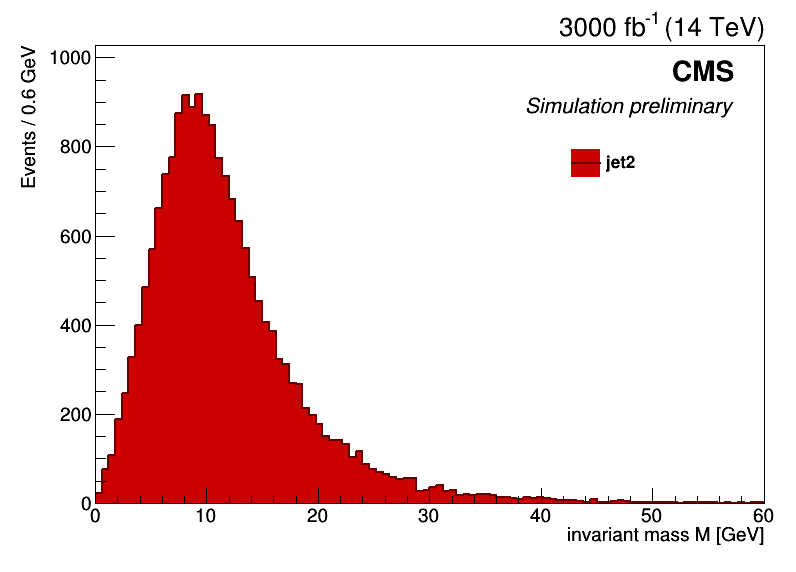 3000 fb-1 (14 TeV)
Events / 0.6 GeV
CMS
Simulation preliminary
jet2
1000
800
600
400
200
0
0 10 20 30 40 50 60
invariant mass M [GeV]